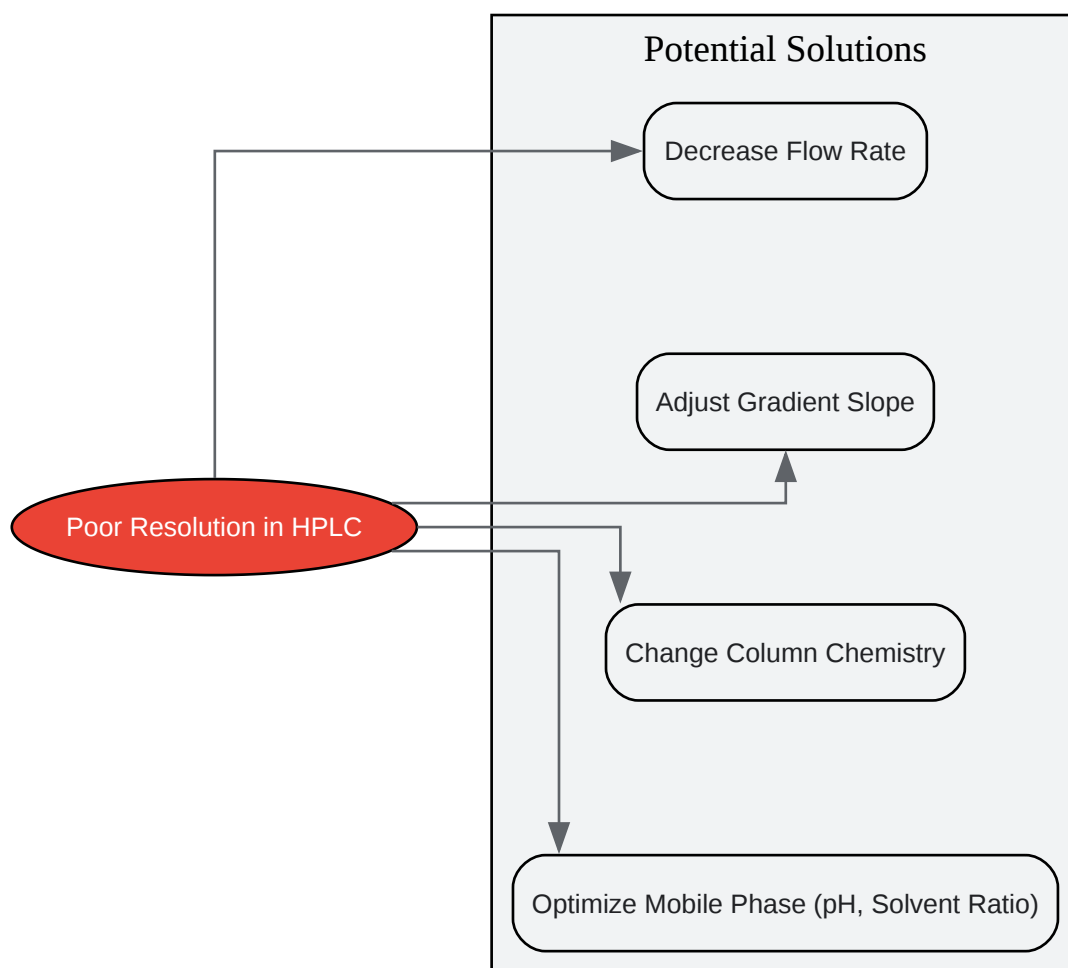 Potential Solutions
Decrease Flow Rate
Adjust Gradient Slope
Poor Resolution in HPLC
Change Column Chemistry
Optimize Mobile Phase (pH, Solvent Ratio)